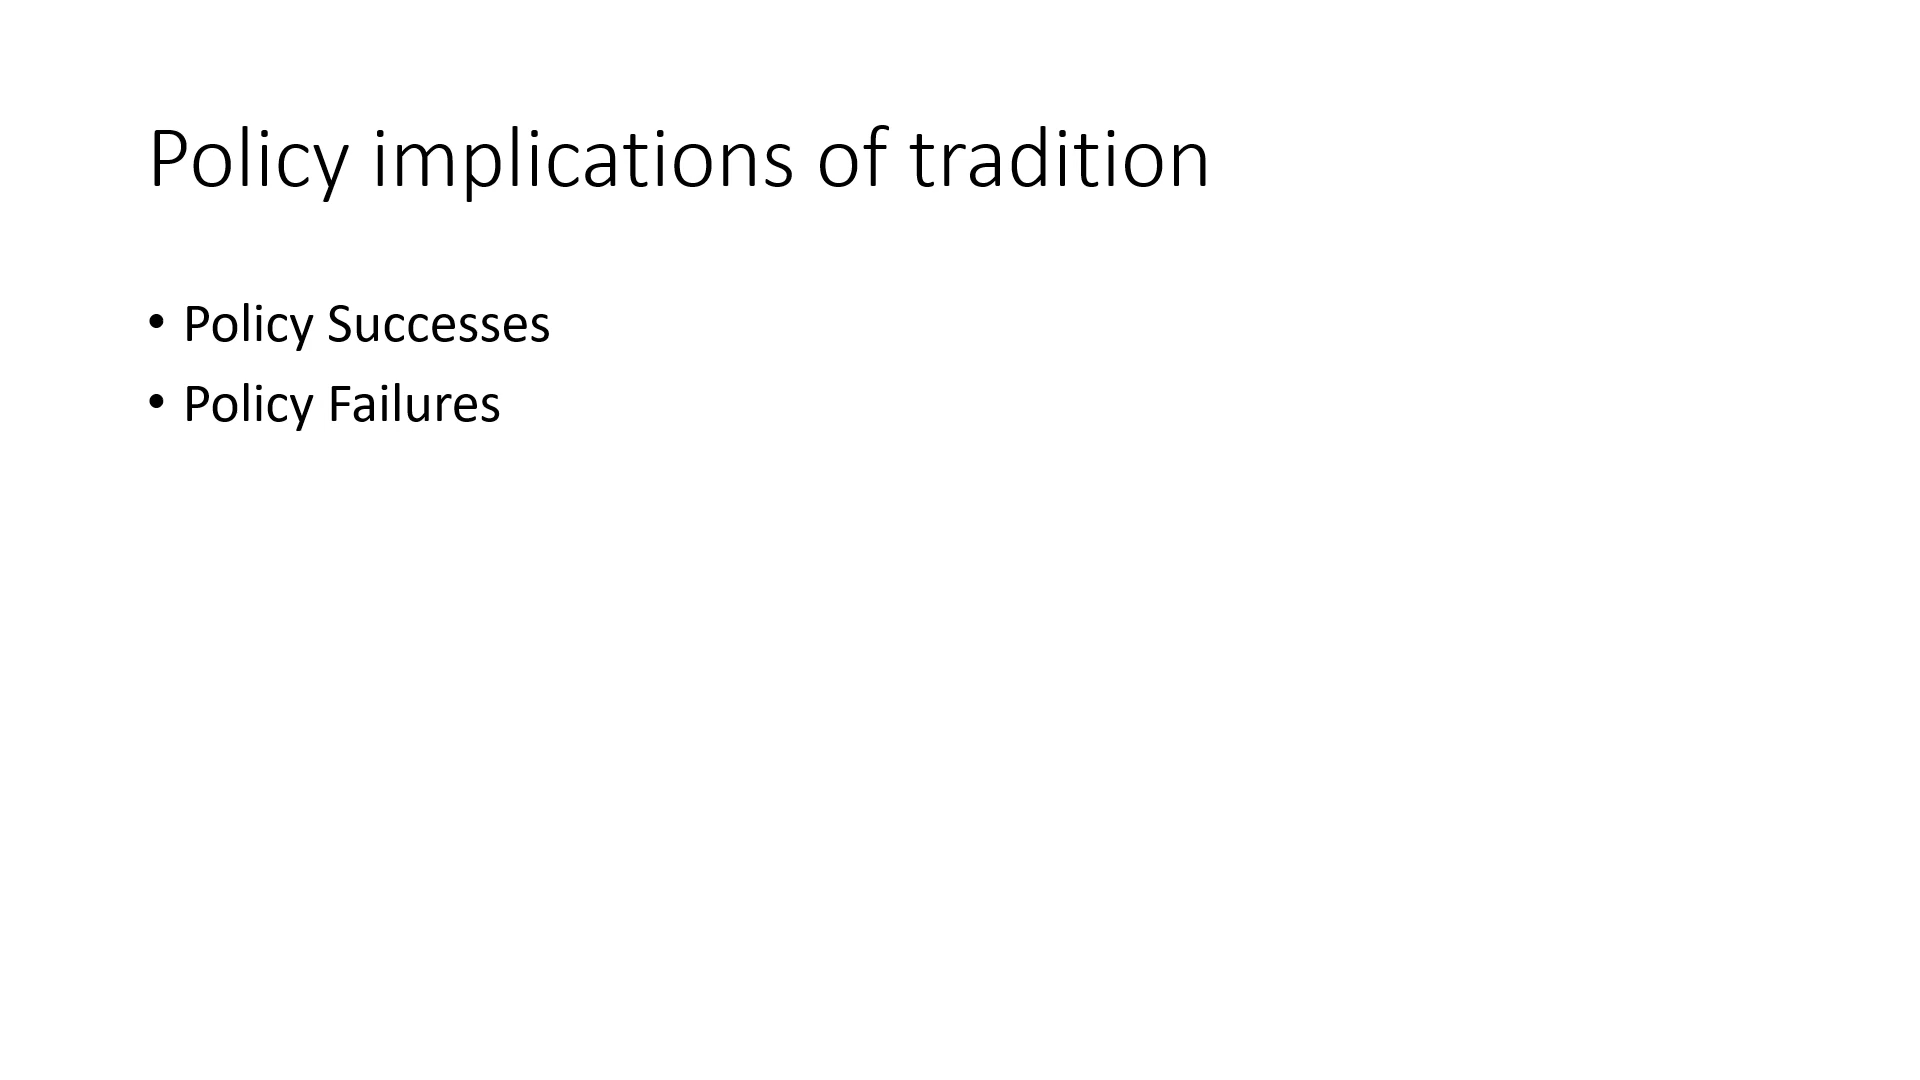 Policy implications of tradition
• Policy Successes
• Policy Failures